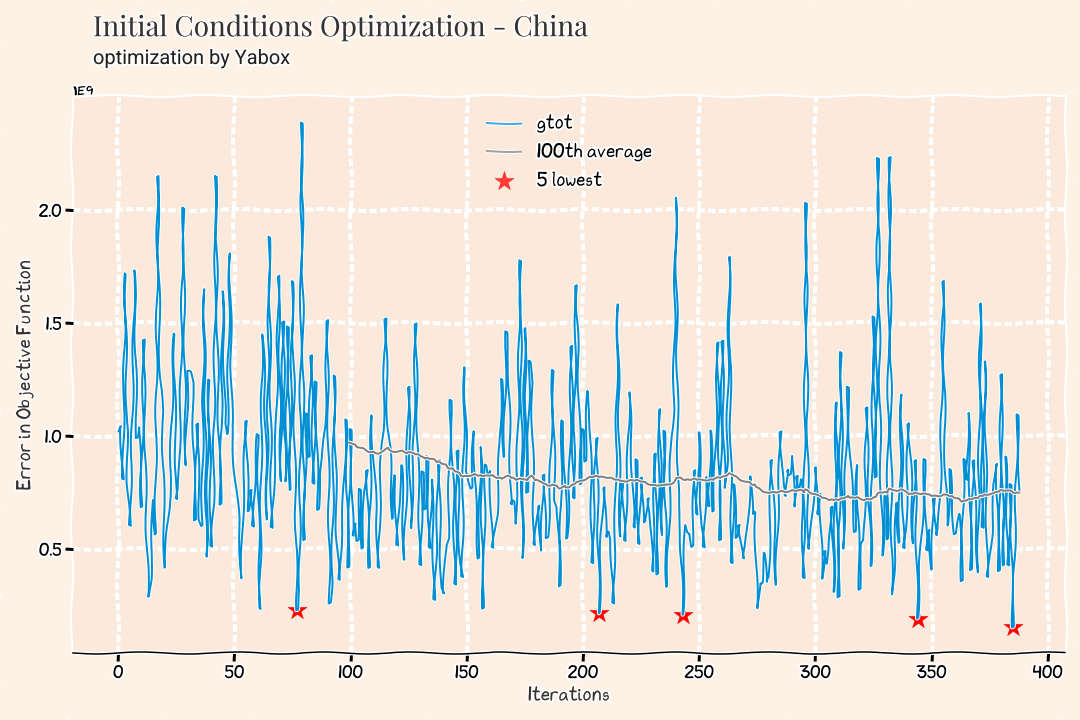 Initial Conditions Optimization - China
optimization by Yabox
1E9
gtot
100th average
5 lowest
2.0
1.5
1.0
0.5
Error in Objective Function
0 50 100 150 200 250 300 350 400
Iterations